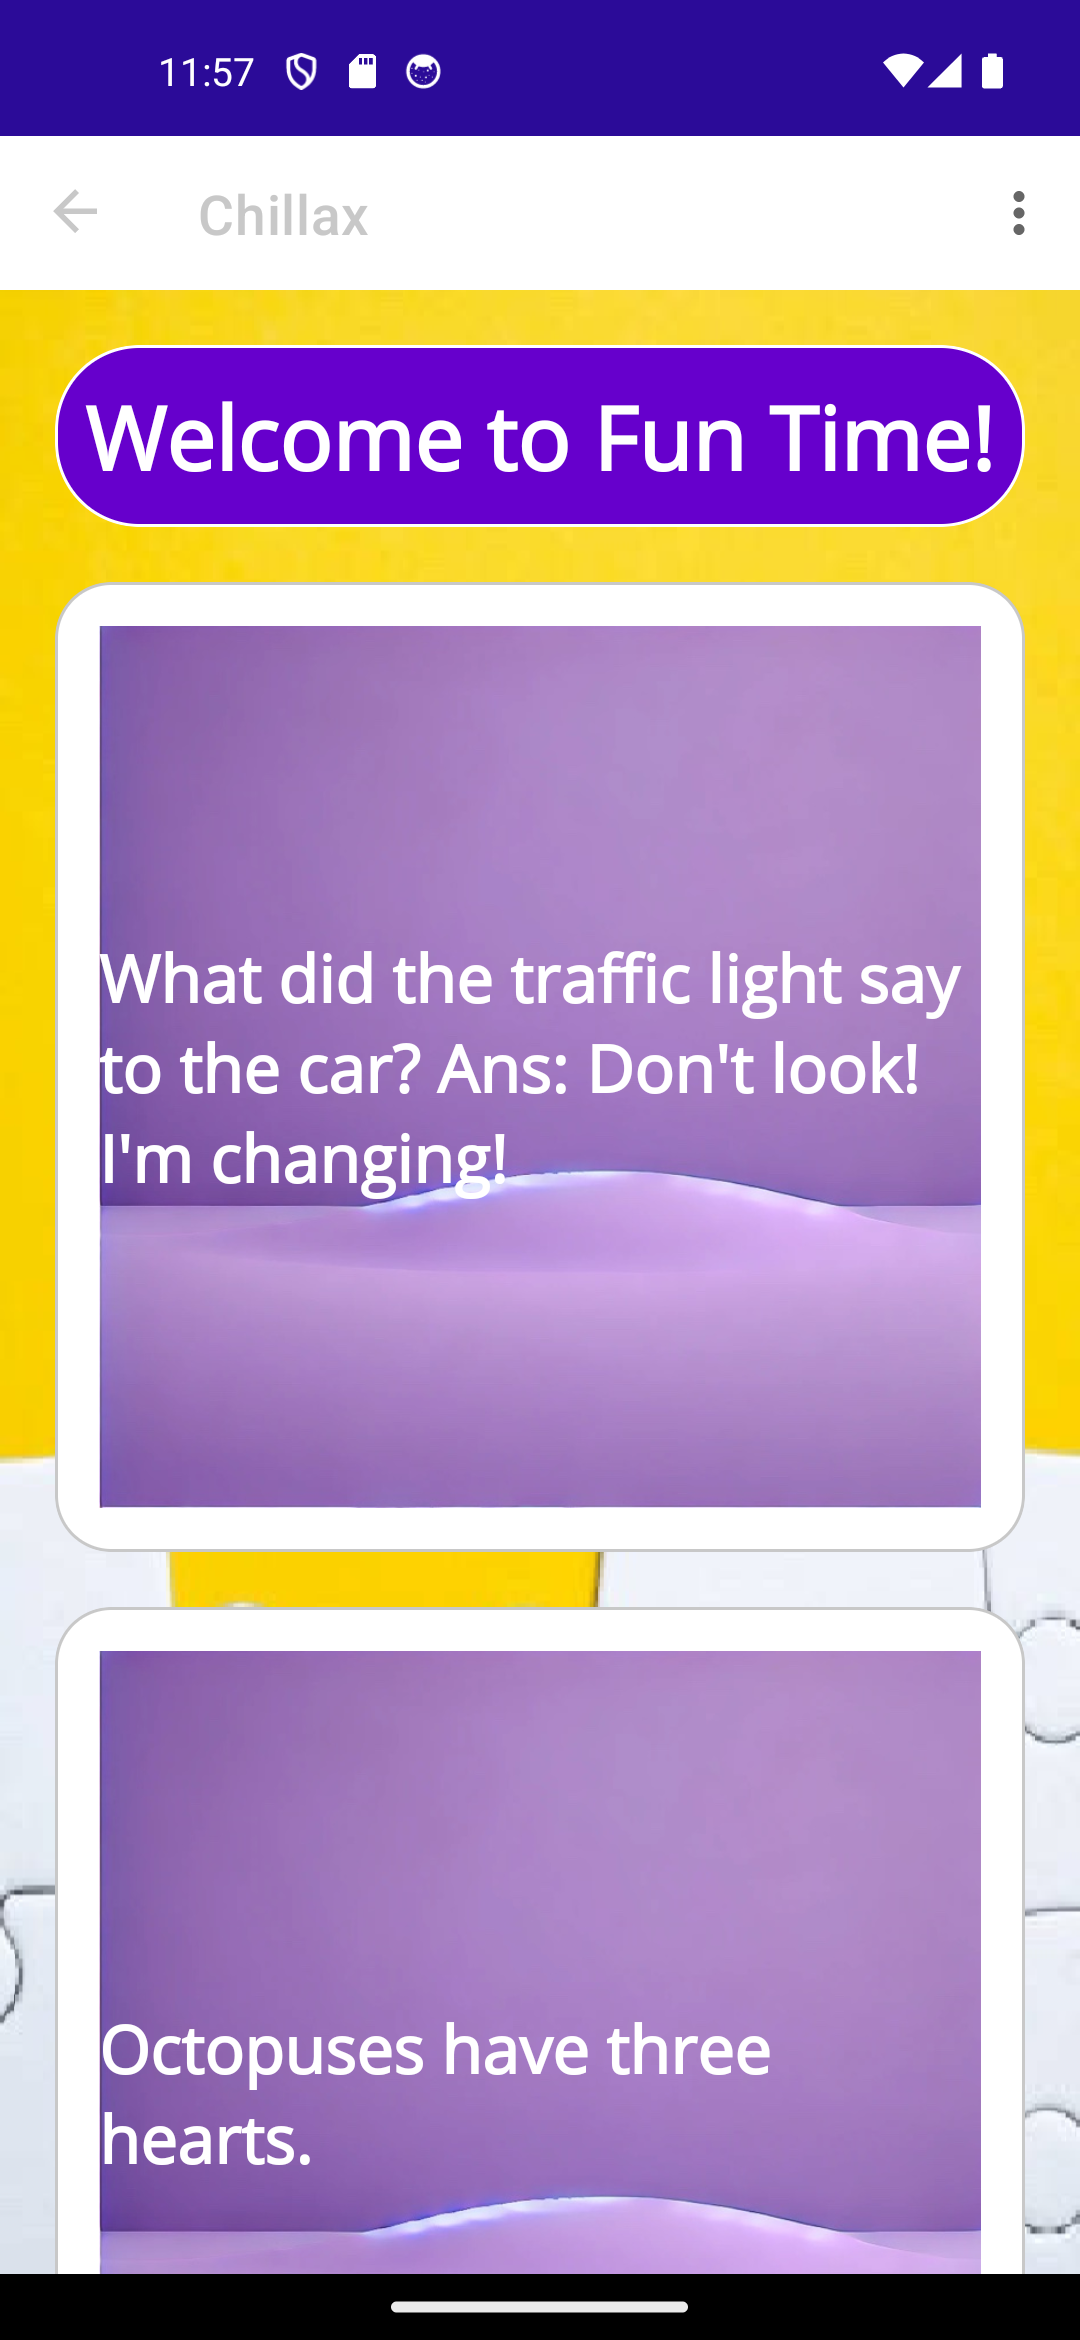 11:57
Chillax
Welcome to Fun Time!
What did the traffic light say
to the car? Ans: Don't look!
I'm changing!
Octopuses have three
hearts.